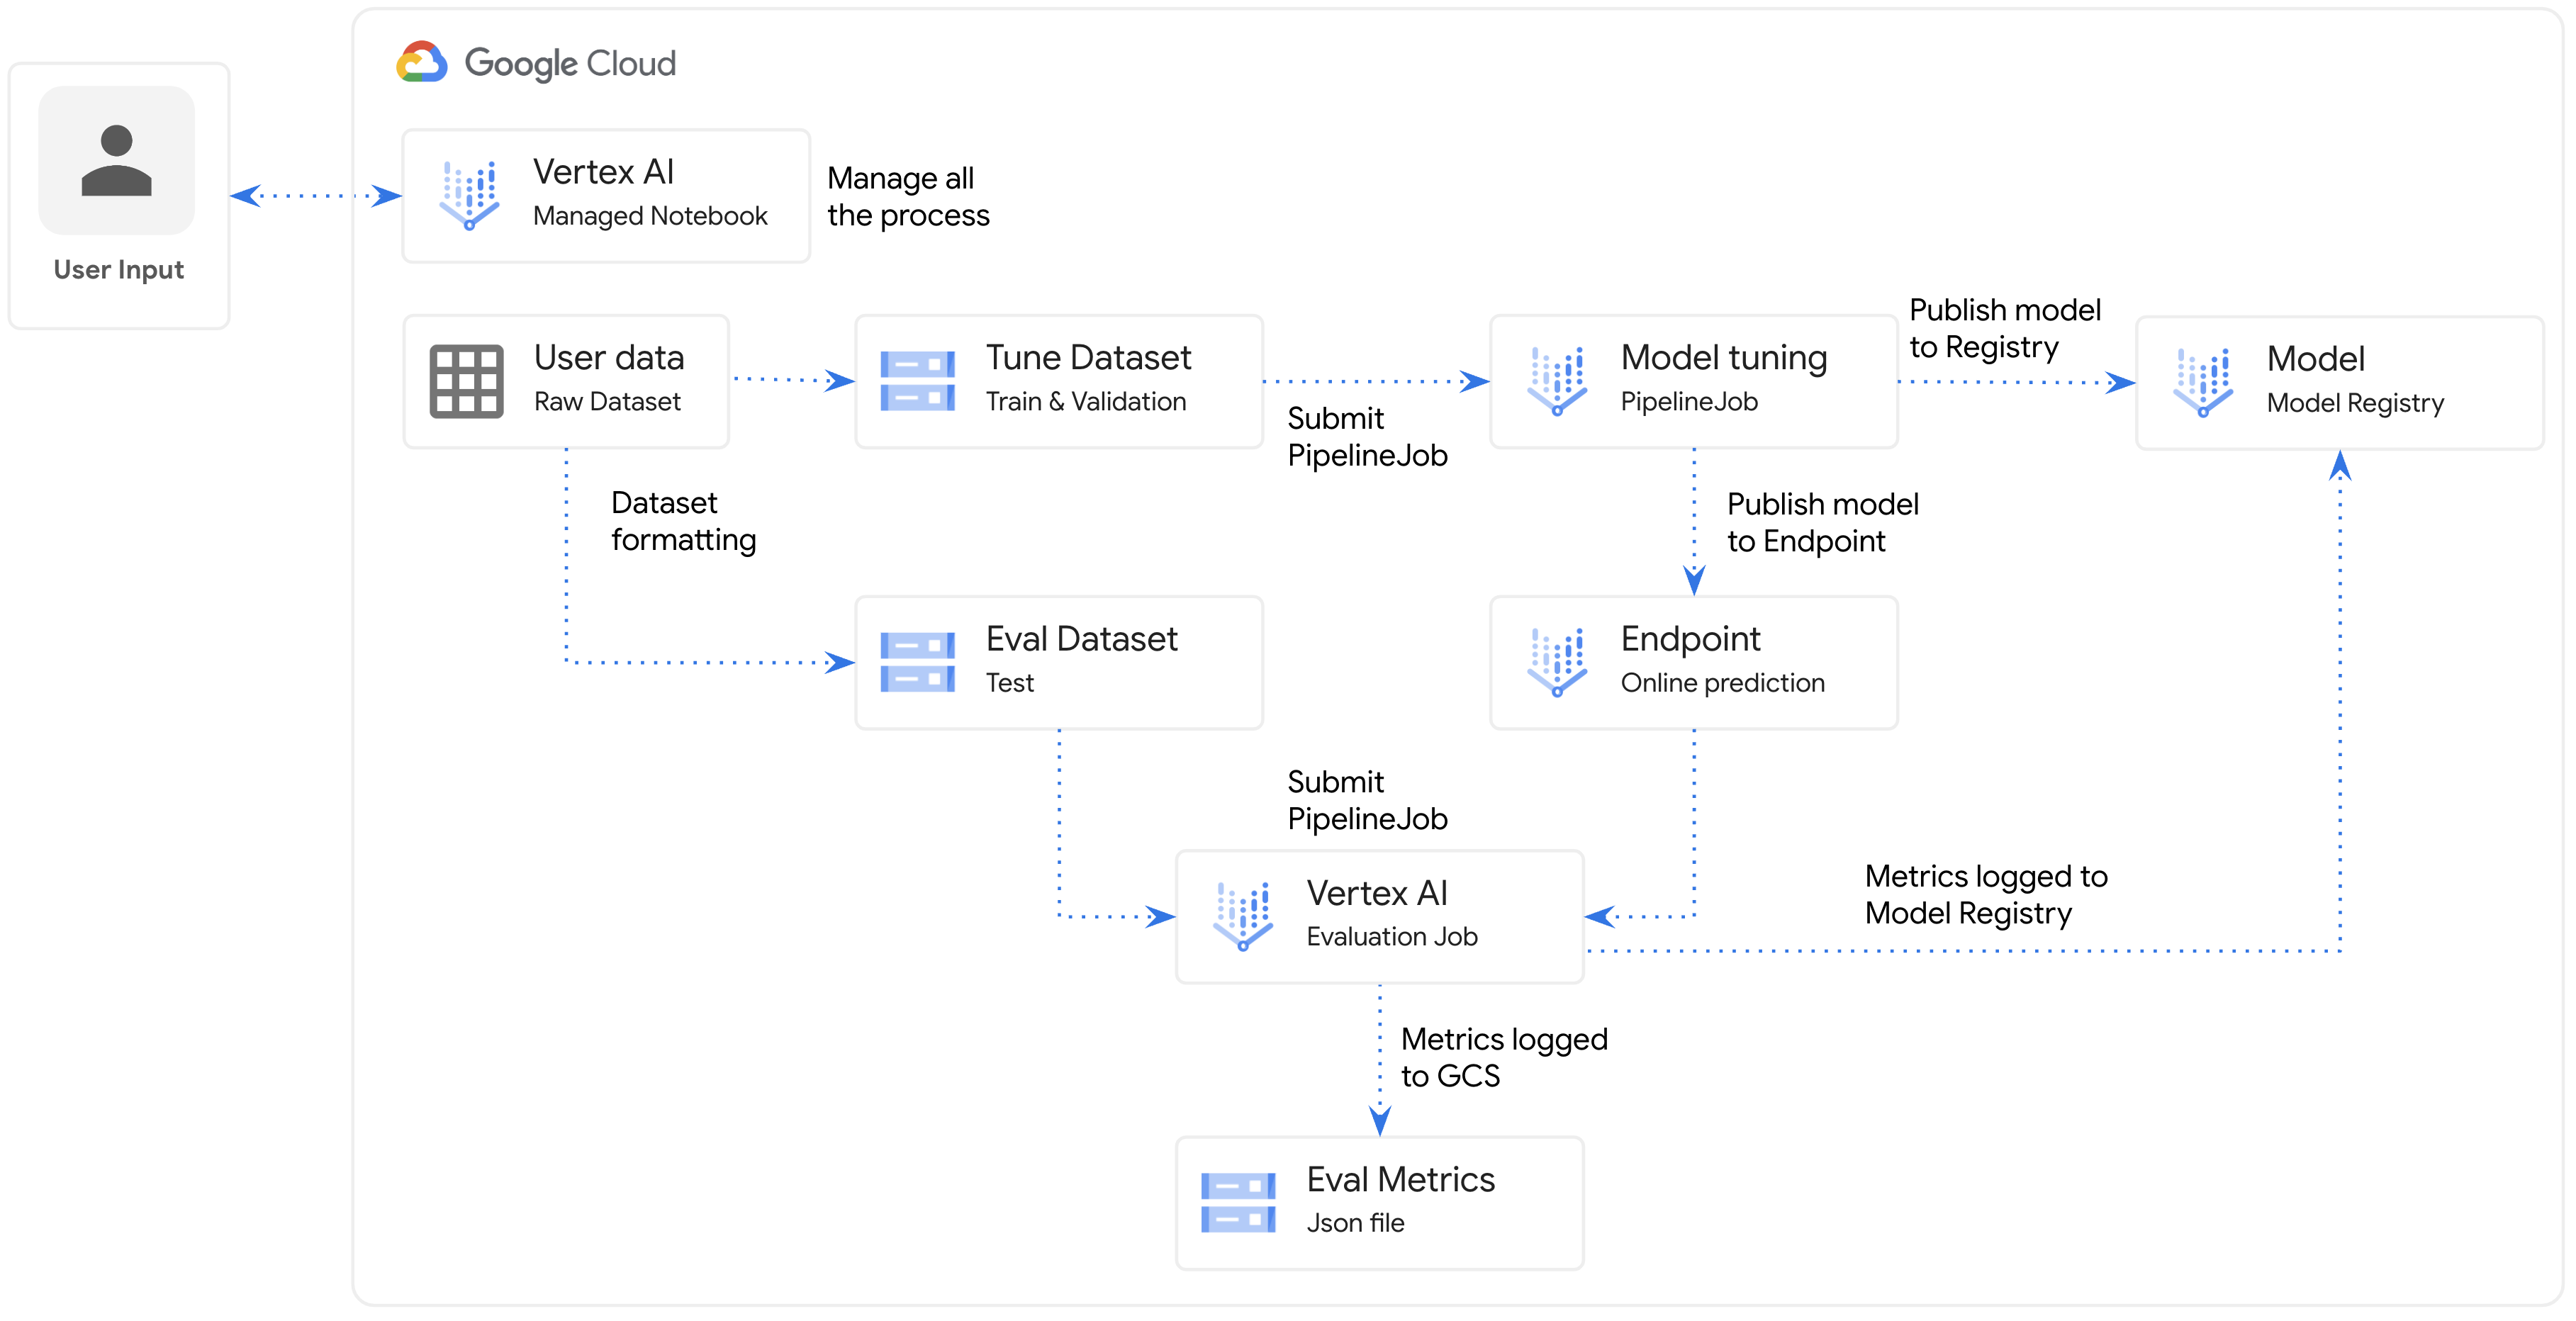 Google Cloud
User Input
Vertex AI
Managed Notebook
Manage all
the process
User data
Raw Dataset
Tune Dataset
Train & Validation
Submit
PipelineJob
Model tuning
PipelineJob
Publish model
to Registry
Model
Model Registry
Dataset
formatting
Publish model
to Endpoint
Eval Dataset
Test
Endpoint
Online prediction
Submit
PipelineJob
Vertex AI
Evaluation Job
Metrics logged to
Model Registry
Metrics logged
to GCS
Eval Metrics
Json file